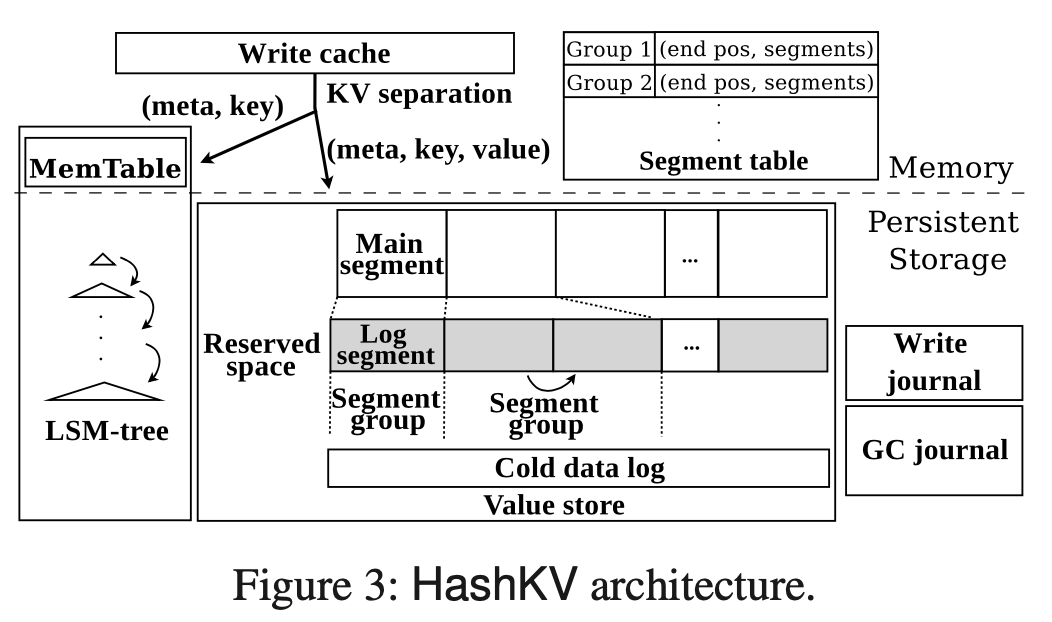 Write cache
KV separation
(meta, key)
(meta, key, value)
Group 1 (end pos, segments)
Group 2 (end pos, segments)
.
.
.
Segment table
Memory
MemTable
Persistent
Storage
.
.
.
LSM-tree
Main
segment
...
Reserved
space
Log
segment
...
Segment
group
Segment
group
Cold data log
Value store
Write
journal
GC journal
Figure 3: HashKV architecture.